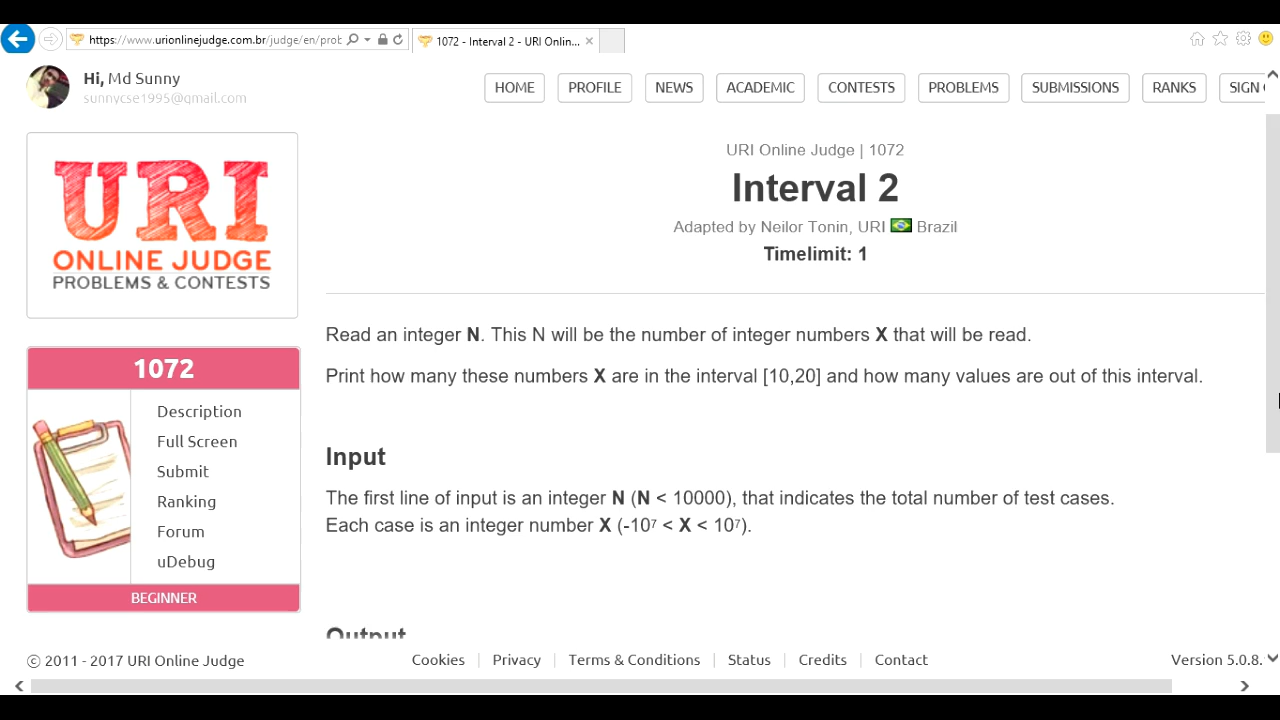 https://www.urionlinejudge.com.br/judge/en/prob
1072 - Interval 2 - URI Onlin...
Hi, Md Sunny
sunnycse1995@gmail.com
HOME
PROFILE
NEWS
ACADEMIC
CONTESTS
PROBLEMS
SUBMISSIONS
RANKS
SIGN
URI
ONLINE JUDGE
PROBLEMS & CONTESTS
1072
Description
Full Screen
Submit
Ranking
Forum
uDebug
BEGINNER
URI Online Judge | 1072
Interval 2
Adapted by Neilor Tonin, URI Brazil
Timelimit: 1
Read an integer N. This N will be the number of integer numbers X that will be read.
Print how many these numbers X are in the interval [10,20] and how many values are out of this interval.
Input
The first line of input is an integer N (N < 10000), that indicates the total number of test cases.
Each case is an integer number X (-10⁷ < X < 10⁷).
Output
© 2011 - 2017 URI Online Judge
Cookies
Privacy
Terms & Conditions
Status
Credits
Contact
Version 5.0.8.